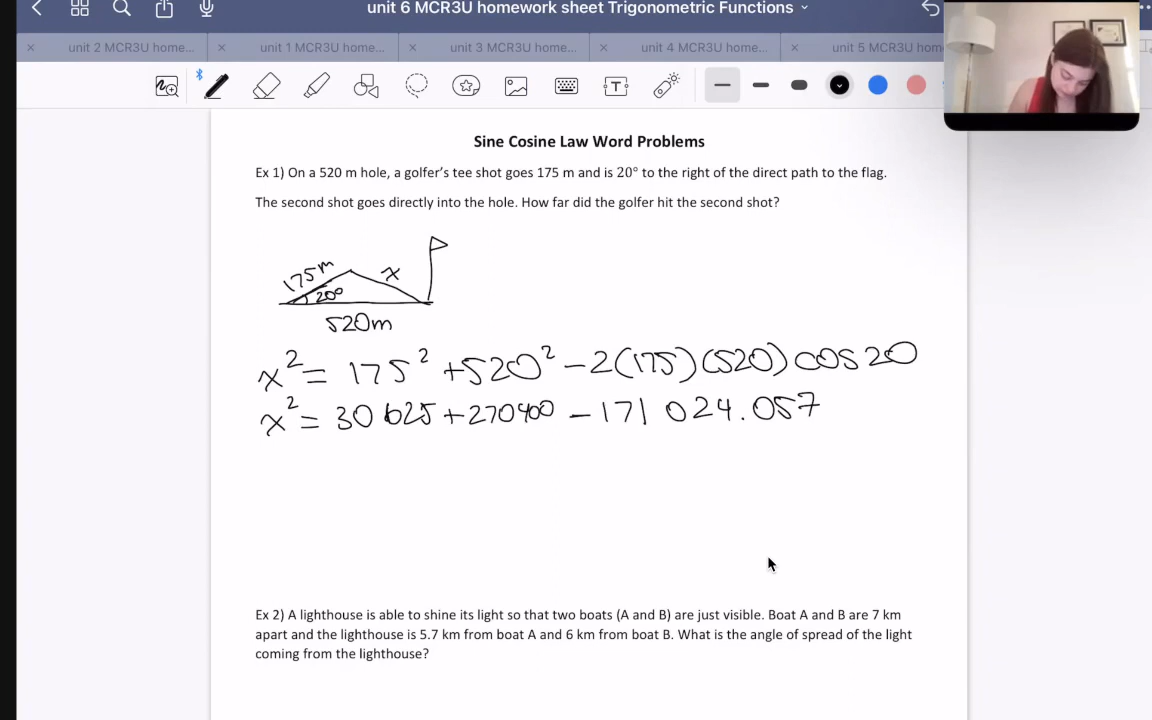 unit 6 MCR3U homework sheet Trigonometric Functions
unit 2 MCR3U home...
unit 1 MCR3U home...
unit 3 MCR3U home...
unit 4 MCR3U home...
unit 5 MCR3U hom
Sine Cosine Law Word Problems
Ex 1) On a 520 m hole, a golfer's tee shot goes 175 m and is 20° to the right of the direct path to the flag.
The second shot goes directly into the hole. How far did the golfer hit the second shot?
175m
x
20°
520m
x² = 175² +520² -2(175)(520)cos20
x² = 30625+270400 -171 024.057
Ex 2) A lighthouse is able to shine its light so that two boats (A and B) are just visible. Boat A and B are 7 km
apart and the lighthouse is 5.7 km from boat A and 6 km from boat B. What is the angle of spread of the light
coming from the lighthouse?